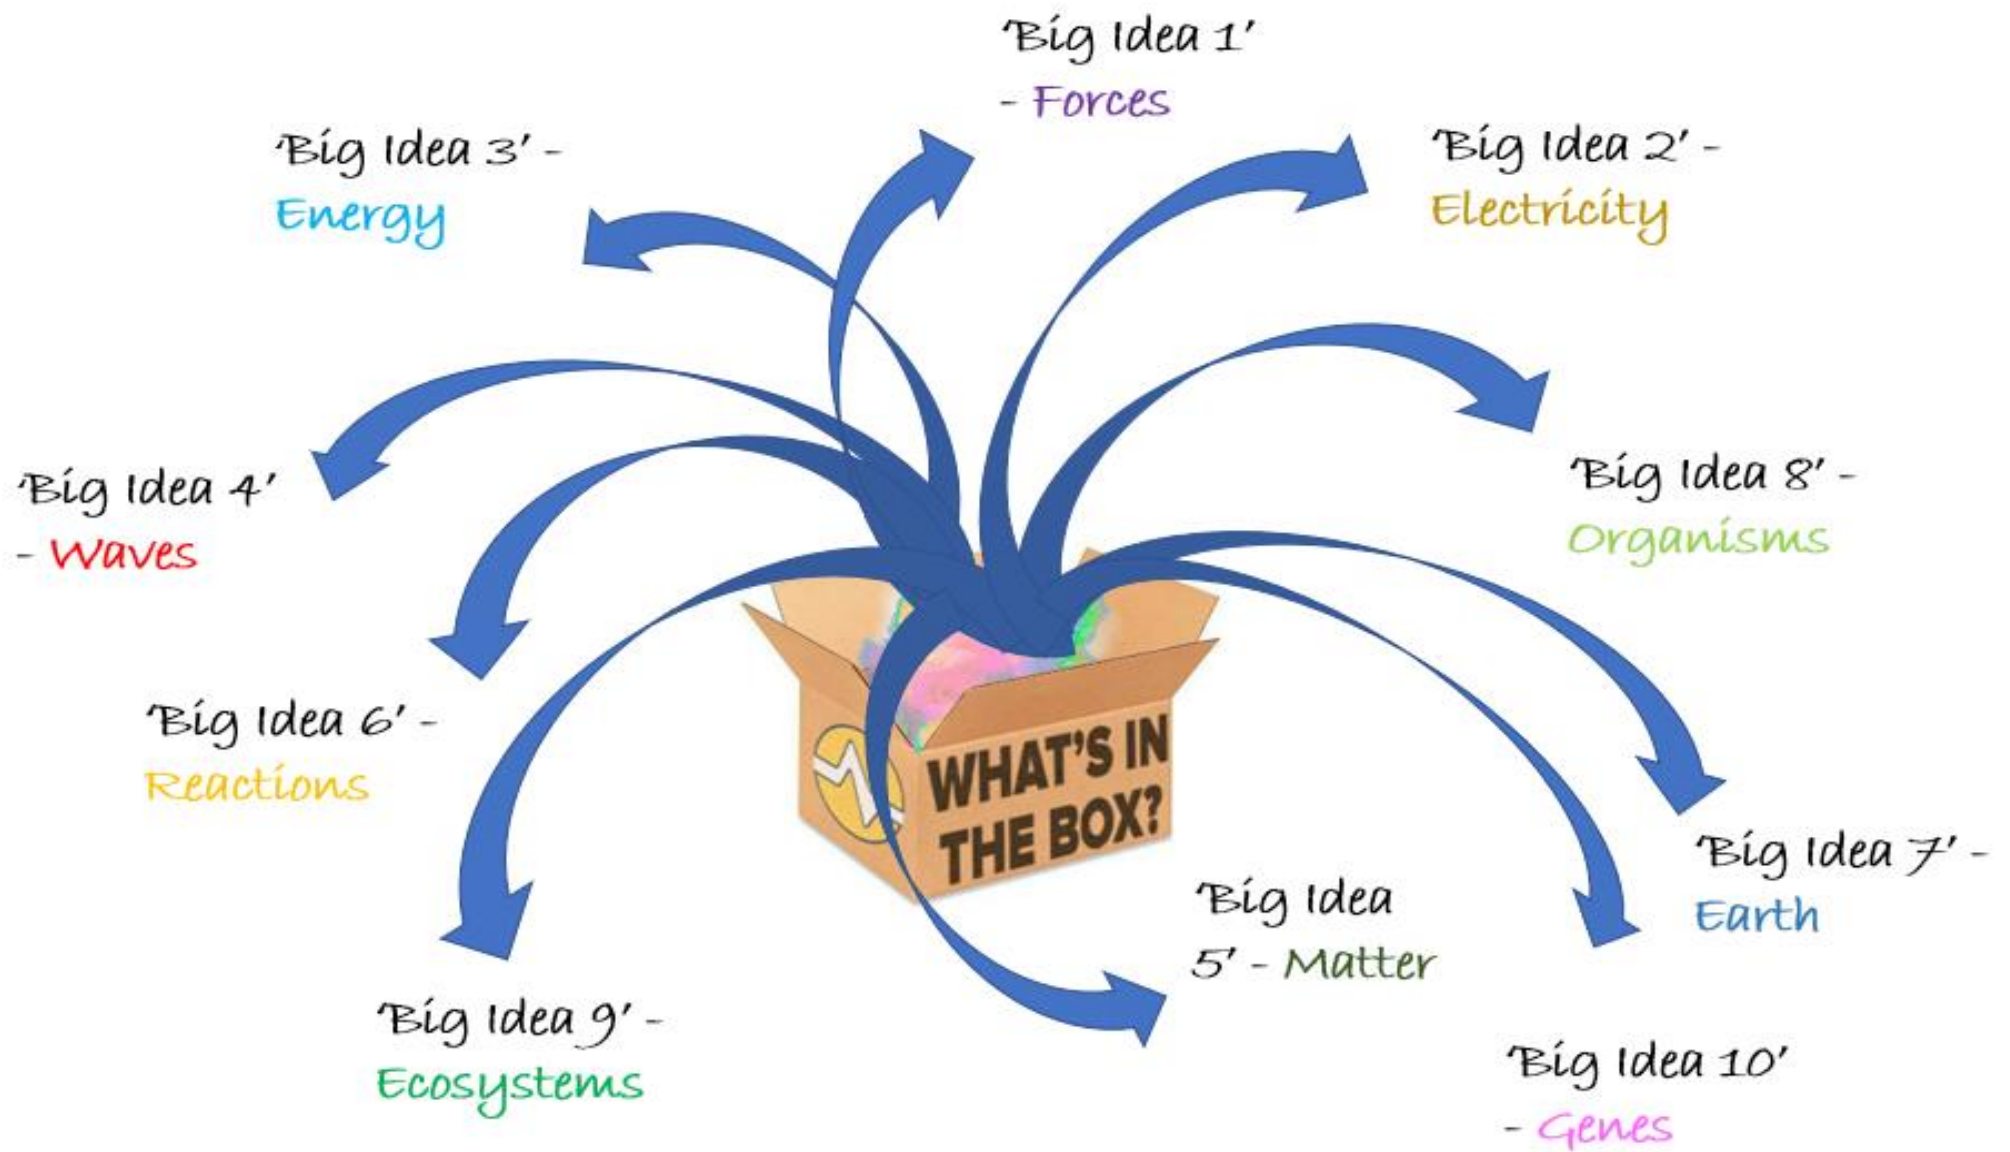 'Big Idea 1'
- Forces
'Big Idea 3' -
Energy
'Big Idea 2' -
Electricity
'Big Idea 4'
- Waves
'Big Idea 8' -
Organisms
'Big Idea 6' -
Reactions
WHAT'S IN
THE BOX?
'Big Idea 7' -
Earth
'Big Idea
5' - Matter
'Big Idea 9' -
Ecosystems
'Big Idea 10'
- Genes